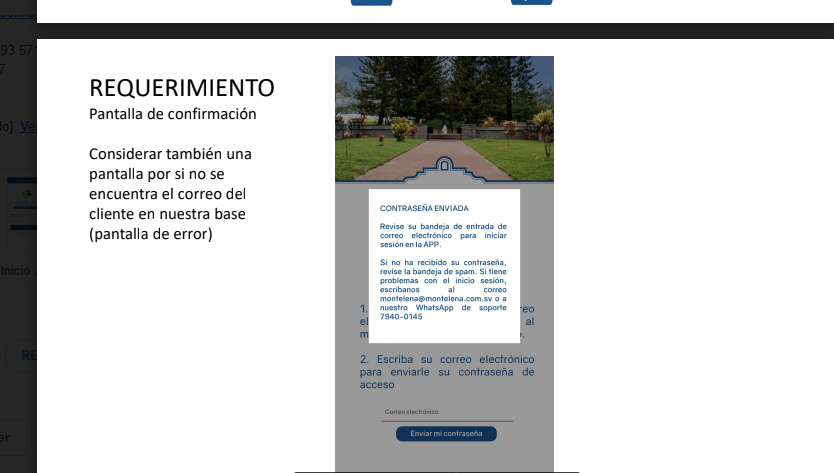 93 57
7
do] Ve
Inicio
RE
er
REQUERIMIENTO
Pantalla de confirmación
Considerar también una
pantalla por si no se
encuentra el correo del
cliente en nuestra base
(pantalla de error)
CONTRASEÑA ENVIADA
Revise su bandeja de entrada de
correo electrónico para iniciar
sesión en la APP.
Si no ha recibido su contraseña,
revise la bandeja de spam. Si tiene
problemas con el inicio sesión,
escríbanos al correo
montelena@montelena.com.sv o a
nuestro WhatsApp de soporte
7940-0145
1. reo
el al
m o.
2. Escriba su correo electrónico
para enviarle su contraseña de
acceso
Correo electrónico
Enviar mi contraseña